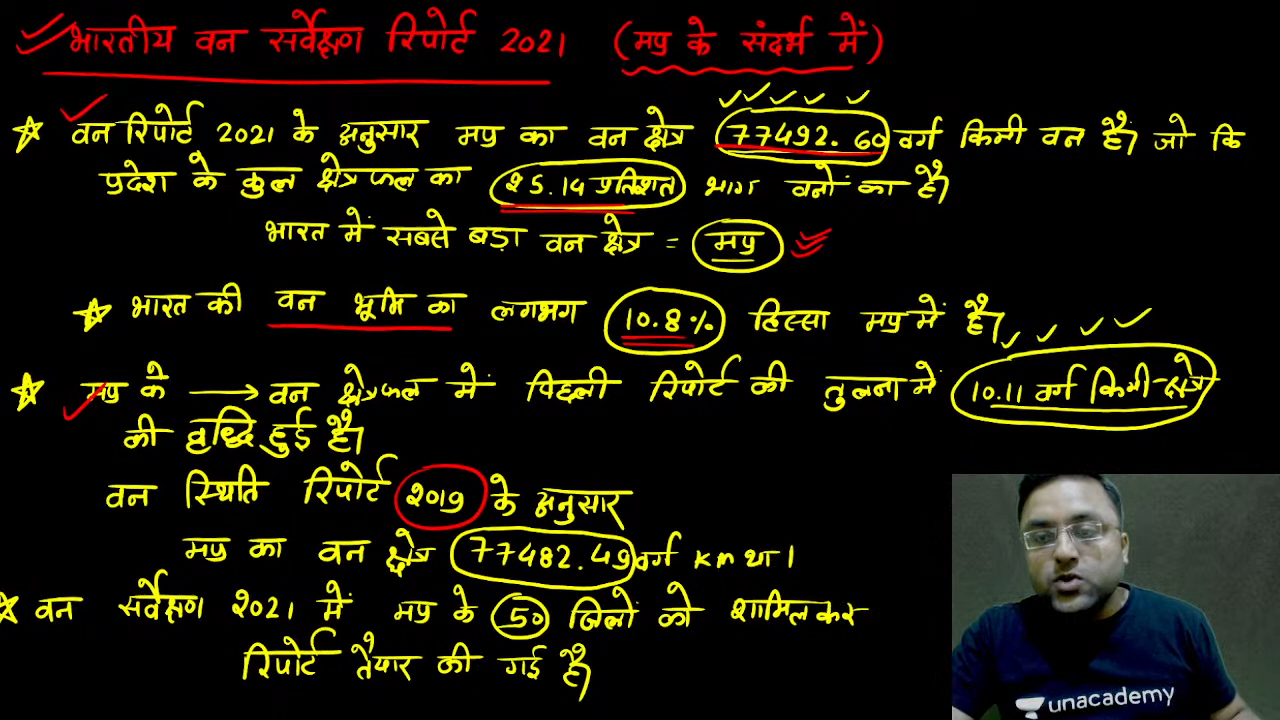 भारतीय वन सर्वेक्षण रिपोर्ट 2021 (मप्र के संदर्भ में)
वन रिपोर्ट 2021 के अनुसार मप्र का वन क्षेत्र 77492.60 वर्ग किमी वन है। जो कि
प्रदेश के कुल क्षेत्रफल का 25.14 प्रतिशत भाग वनों का है।
भारत में सबसे बड़ा वन क्षेत्र = मप्र
भारत की वन भूमि का लगभग 10.8% हिस्सा मप्र में है।
मप्र के → वन क्षेत्रफल में पिछली रिपोर्ट की तुलना में 10.11 वर्ग किमी-क्षेत्र
की वृद्धि हुई है।
वन स्थिति रिपोर्ट 2019 के अनुसार
मप्र का वन क्षेत्र 77482.49 वर्ग km था।
वन सर्वेक्षण 2021 में मप्र के 50 जिलों को शामिल कर
रिपोर्ट तैयार की गई है।
unacademy